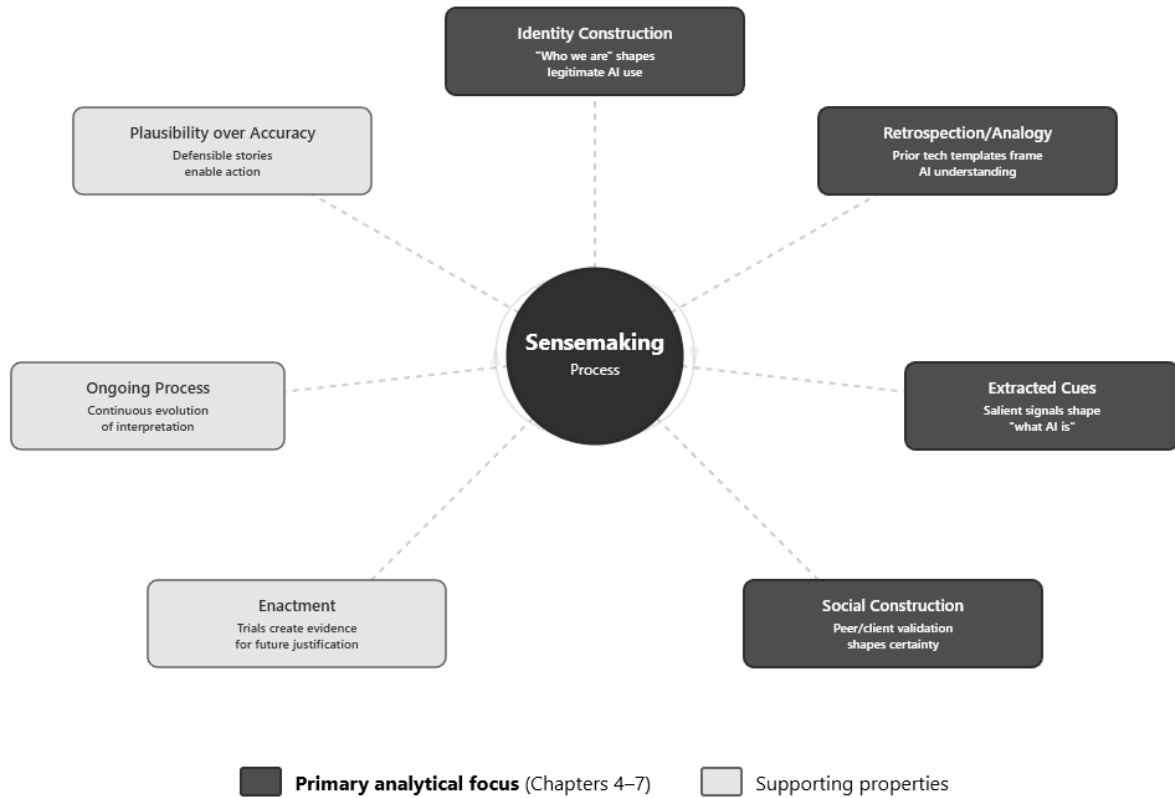 Identity Construction
"Who we are" shapes
legitimate AI use
Plausibility over Accuracy
Defensible stories
enable action
Retrospection/Analogy
Prior tech templates frame
AI understanding
Sensemaking
Process
Ongoing Process
Continuous evolution
of interpretation
Extracted Cues
Salient signals shape
"what AI is"
Enactment
Trials create evidence
for future justification
Social Construction
Peer/client validation
shapes certainty
Primary analytical focus (Chapters 4–7)
Supporting properties